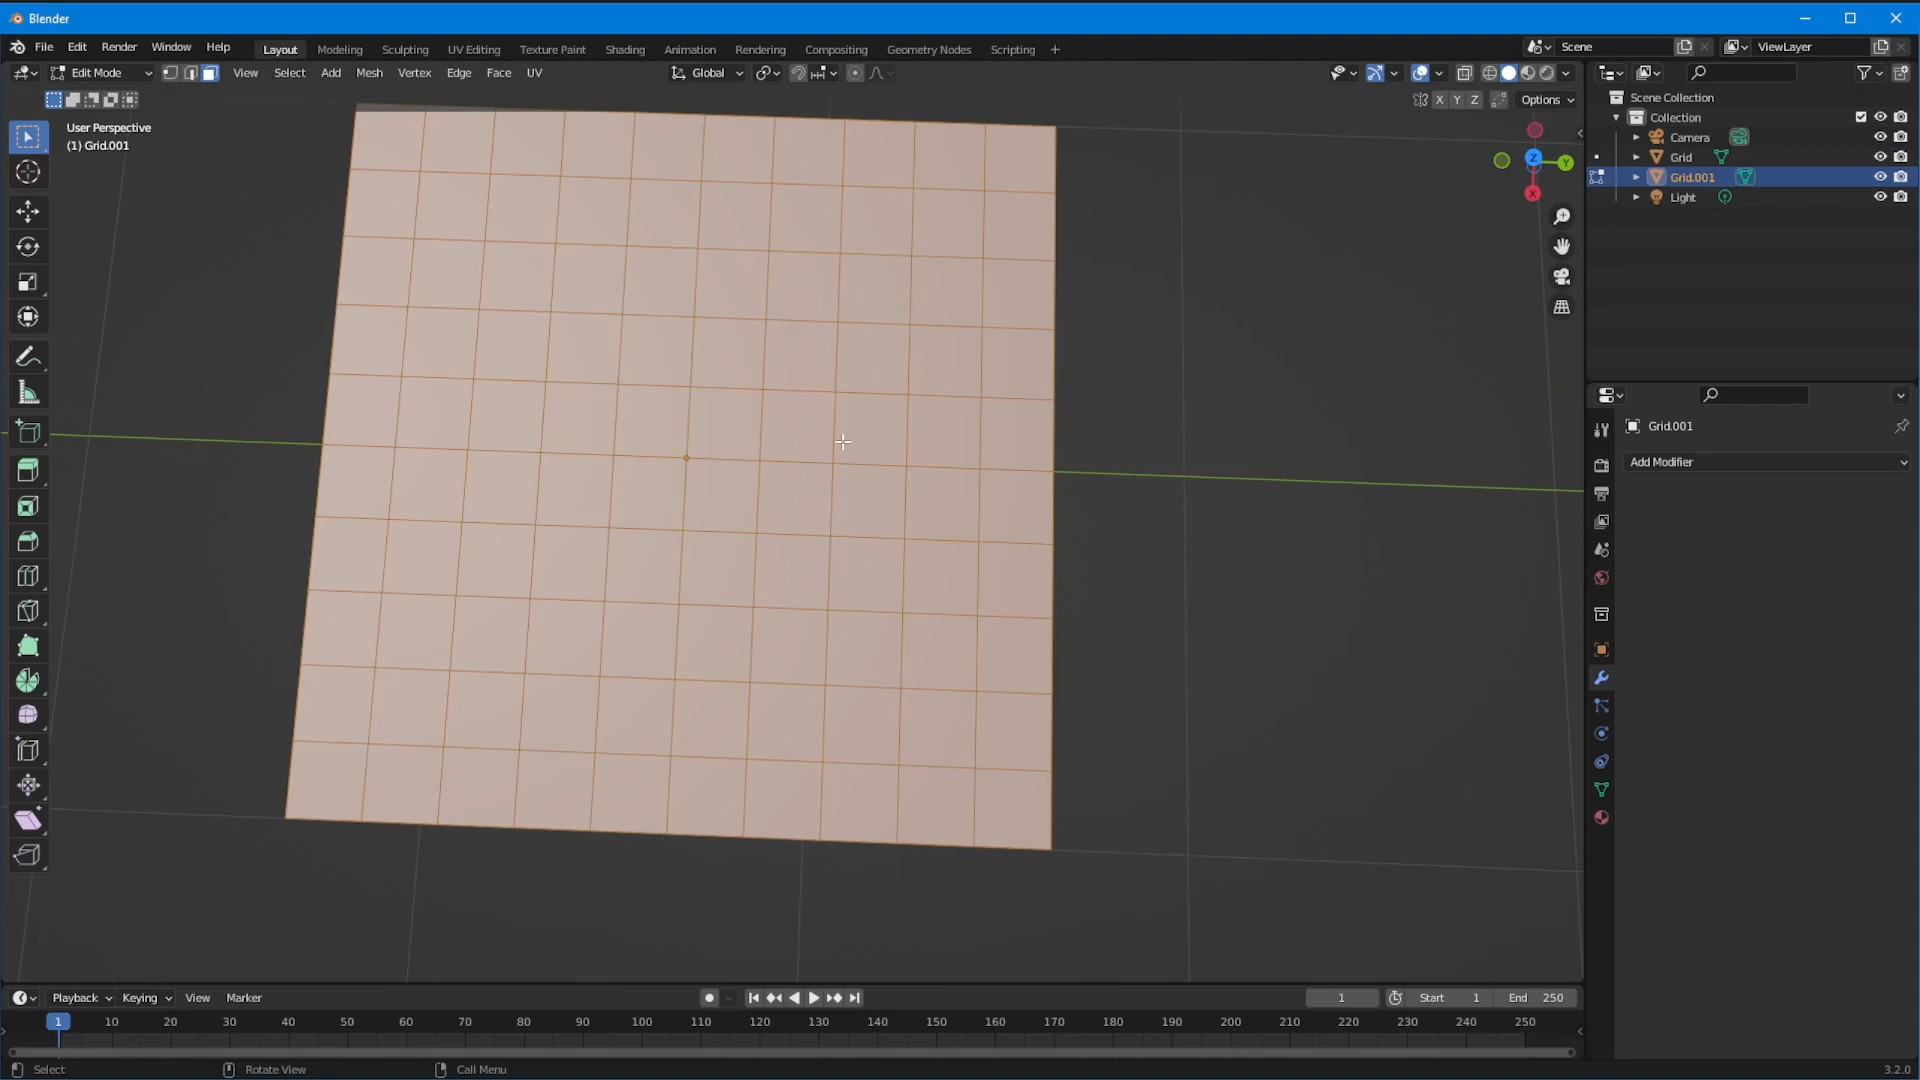 Blender
File Edit Render Window Help Layout Modeling Sculpting UV Editing Texture Paint Shading Animation Rendering Compositing Geometry Nodes Scripting + Scene ViewLayer
Edit Mode View Select Add Mesh Vertex Edge Face UV Global
X Y Z Options
User Perspective
(1) Grid.001
Z Y X
Scene Collection
Collection
Camera
Grid
Grid.001
Light
Grid.001
Add Modifier
Playback Keying View Marker 1 Start 1 End 250
1 10 20 30 40 50 60 70 80 90 100 110 120 130 140 150 160 170 180 190 200 210 220 230 240 250
Select Rotate View Call Menu 3.2.0